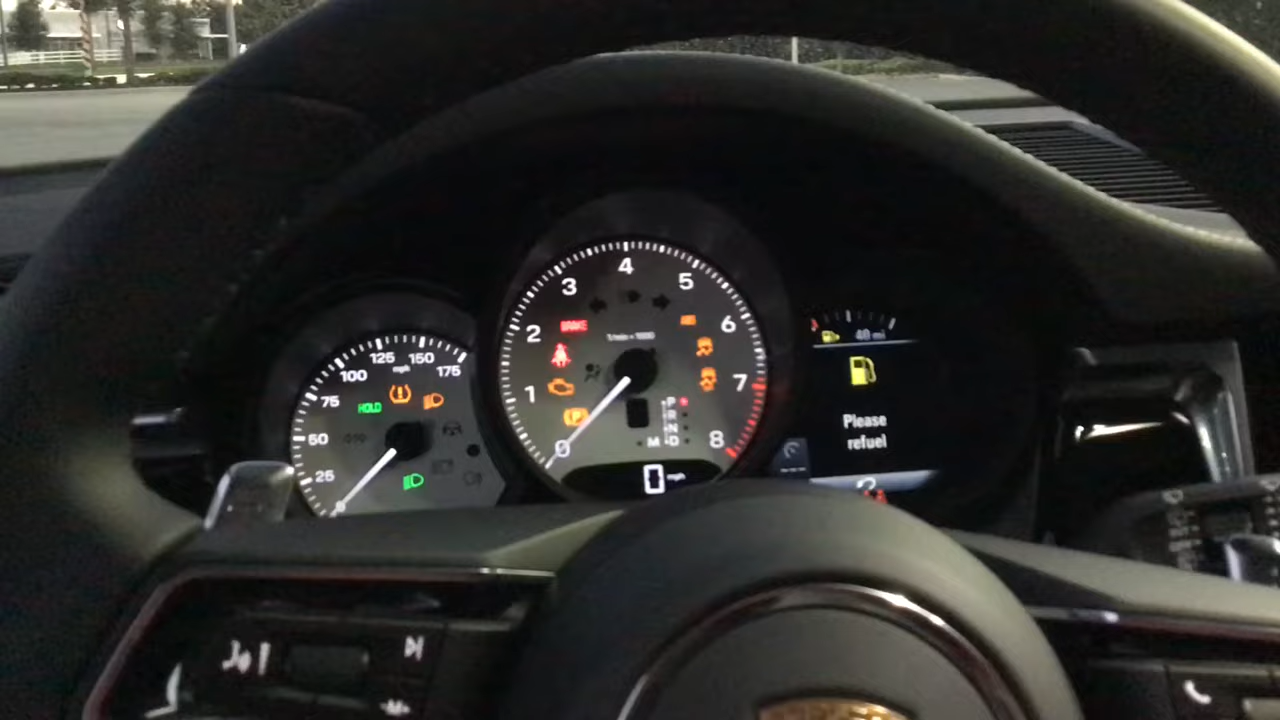 25
50
75
100
125
150
175
mph
HOLD
0
1
2
3
4
5
6
7
8
BRAKE
1/min × 1000
P
R
N
D
M
0 mph
40 mi
Please
refuel